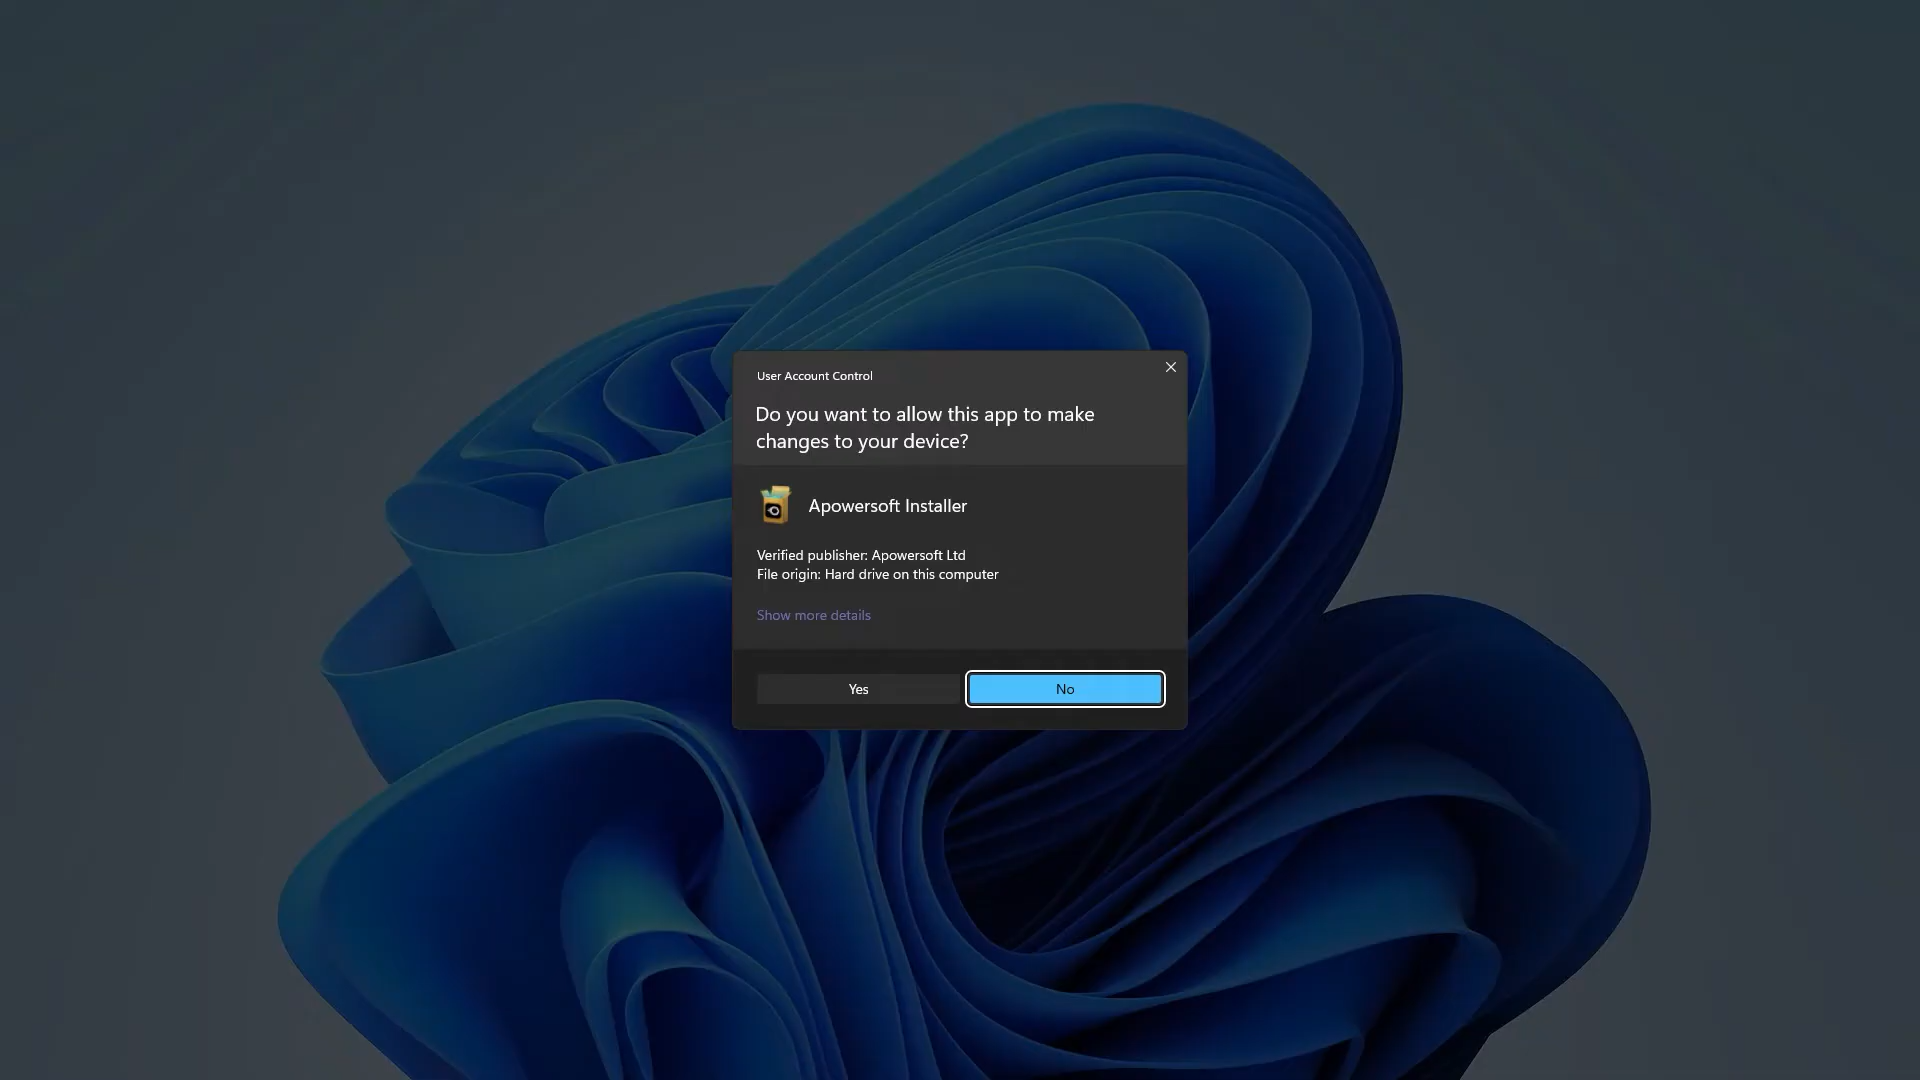 User Account Control
Do you want to allow this app to make
changes to your device?
Apowersoft Installer
Verified publisher: Apowersoft Ltd
File origin: Hard drive on this computer
Show more details
Yes
No